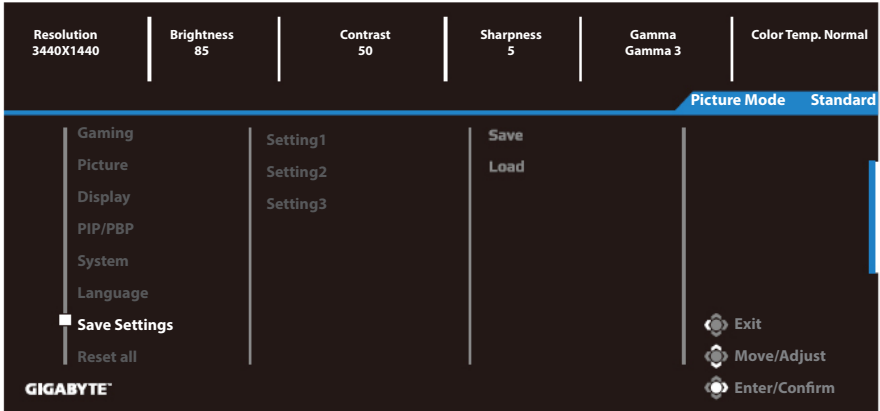 Resolution
3440X1440
Brightness
85
Contrast
50
Sharpness
5
Gamma
Gamma 3
Color Temp. Normal
Picture Mode Standard
Gaming
Picture
Display
PIP/PBP
System
Language
Save Settings
Reset all
Setting1
Setting2
Setting3
Save
Load
Exit
Move/Adjust
Enter/Confirm
GIGABYTE™